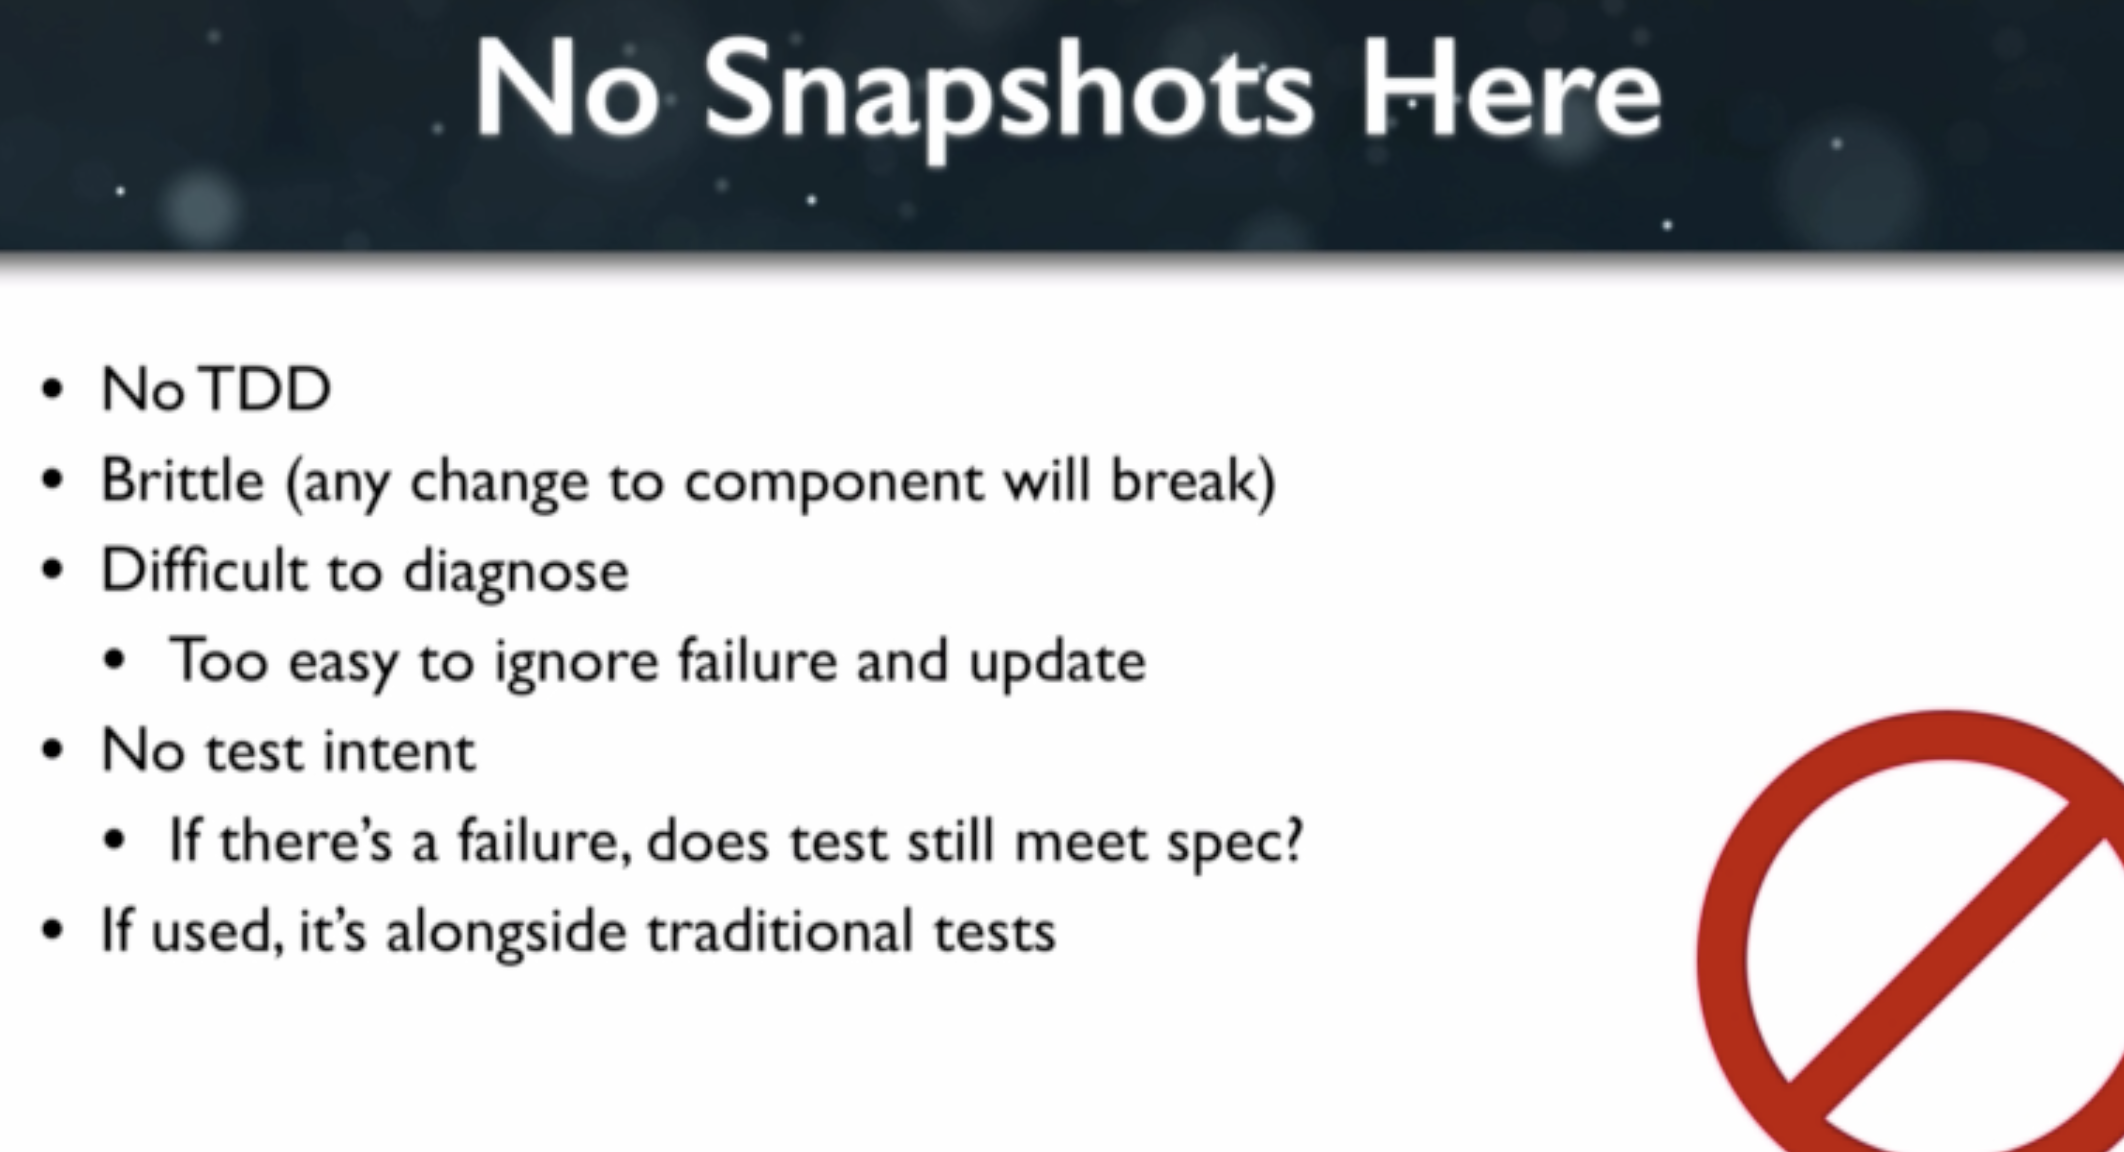 No Snapshots Here
• No TDD
• Brittle (any change to component will break)
• Difficult to diagnose
• Too easy to ignore failure and update
• No test intent
• If there’s a failure, does test still meet spec?
• If used, it’s alongside traditional tests